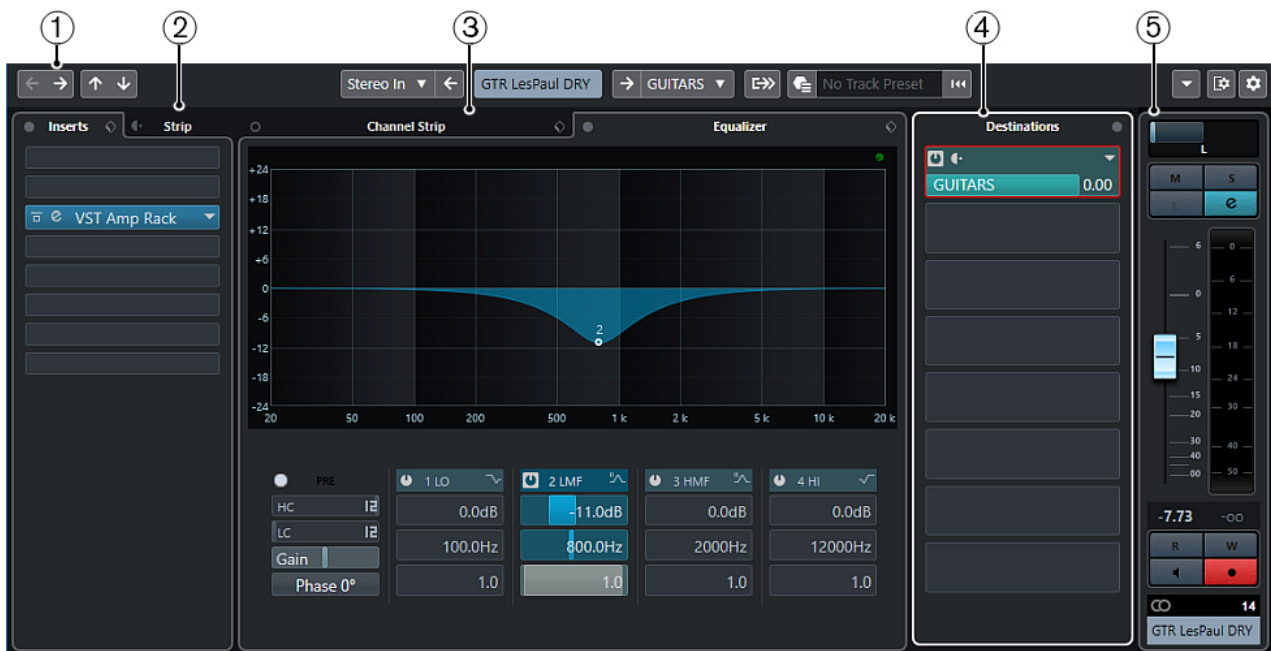 1 2 3 4 5
Stereo In GTR LesPaul DRY GUITARS No Track Preset
Inserts Strip Channel Strip Equalizer Destinations
L
GUITARS 0.00
M S
L e
VST Amp Rack
+24
+18
+12
+6
0
-6
-12
-18
-24
2
20 50 100 200 500 1 k 2 k 5 k 10 k 20 k
6
0
5
10
15
20
30
40
00
0
6
12
18
24
30
40
50
PRE 1 LO 2 LMF 3 HMF 4 HI
HC 12 0.0dB -11.0dB 0.0dB 0.0dB
LC 12 100.0Hz 800.0Hz 2000Hz 12000Hz
Gain
Phase 0° 1.0 1.0 1.0 1.0
-7.73 -oo
R W
14
GTR LesPaul DRY